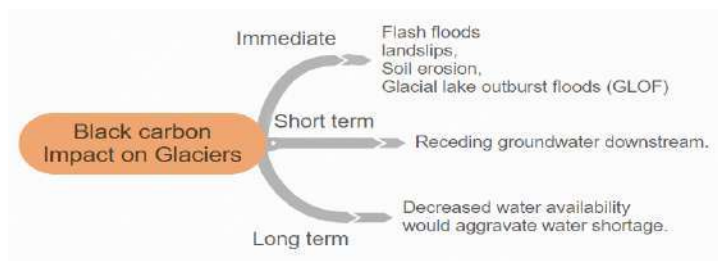 Immediate
Flash floods
landslips,
Soil erosion,
Glacial lake outburst floods (GLOF)
Black carbon
Impact on Glaciers
Short term
Receding groundwater downstream.
Long term
Decreased water availability
would aggravate water shortage.